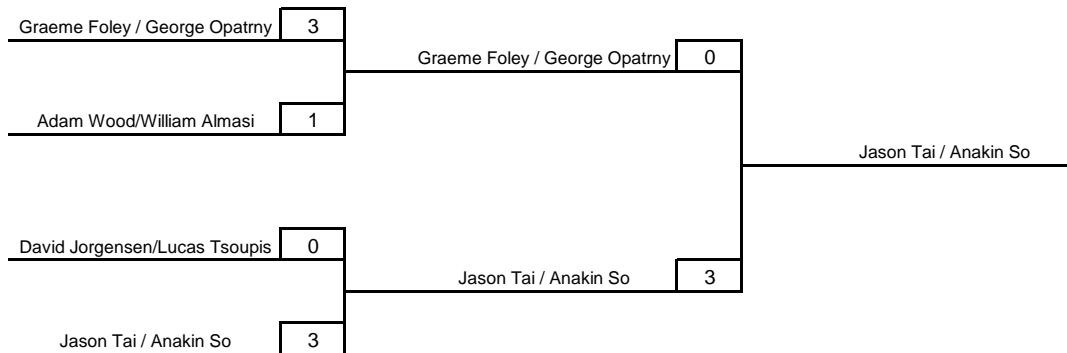 Graeme Foley / George Opatrny 3
Graeme Foley / George Opatrny 0
Adam Wood/William Almasi 1
Jason Tai / Anakin So
David Jorgensen/Lucas Tsoupis 0
Jason Tai / Anakin So 3
Jason Tai / Anakin So 3